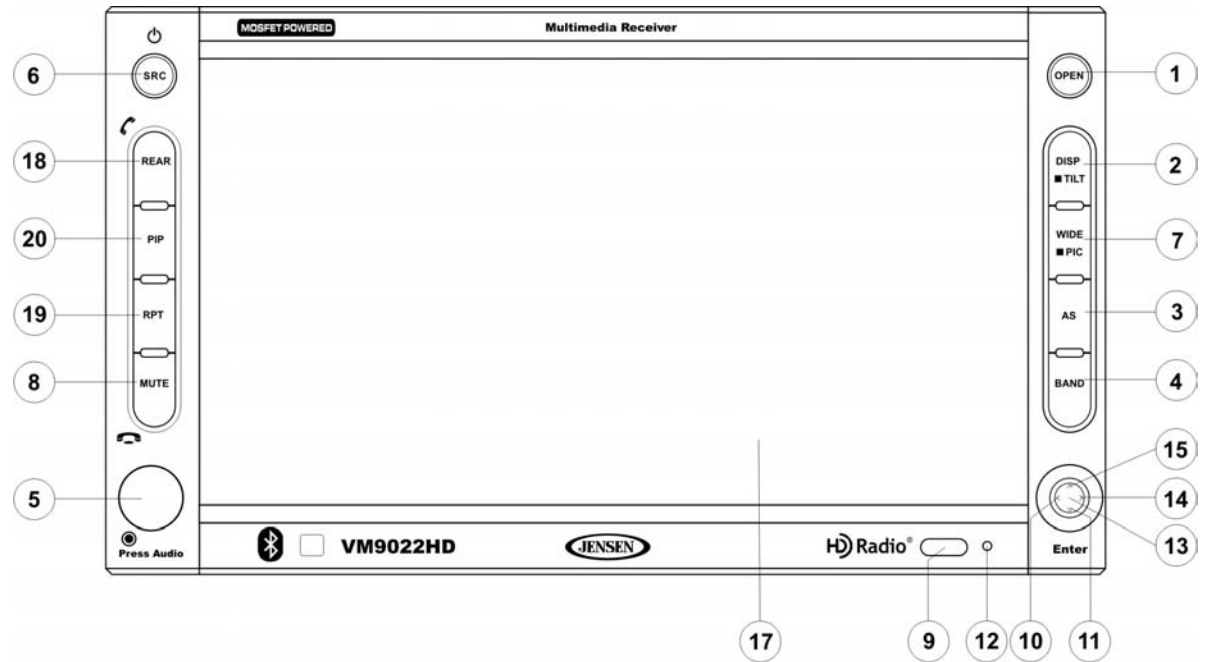 MOSFET POWERED
Multimedia Receiver
6
SRC
OPEN
1
18
REAR
DISP
■ TILT
2
20
PIP
WIDE
■ PIC
7
19
RPT
AS
3
8
MUTE
BAND
4
15
5
14
13
Press Audio
VM9022HD
JENSEN
HD Radio®
Enter
17
9
12
10
11